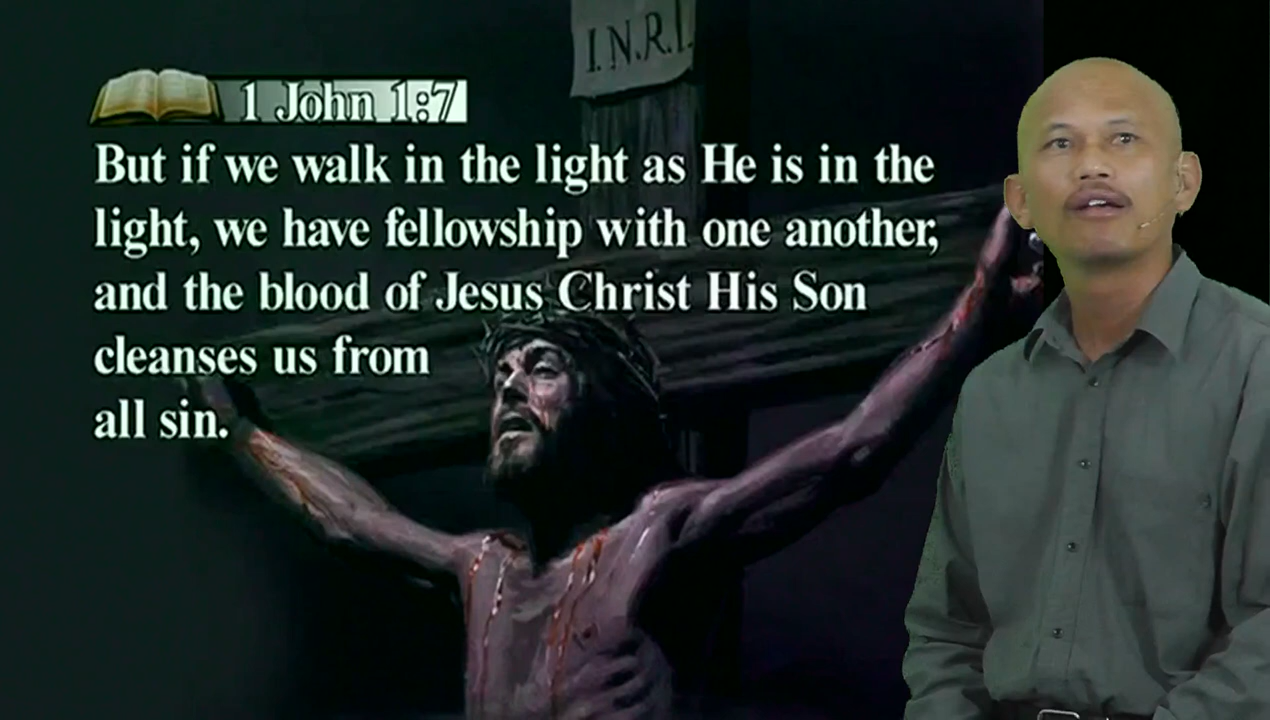 I.N.R.I.
1 John 1:7
But if we walk in the light as He is in the
light, we have fellowship with one another,
and the blood of Jesus Christ His Son
cleanses us from
all sin.